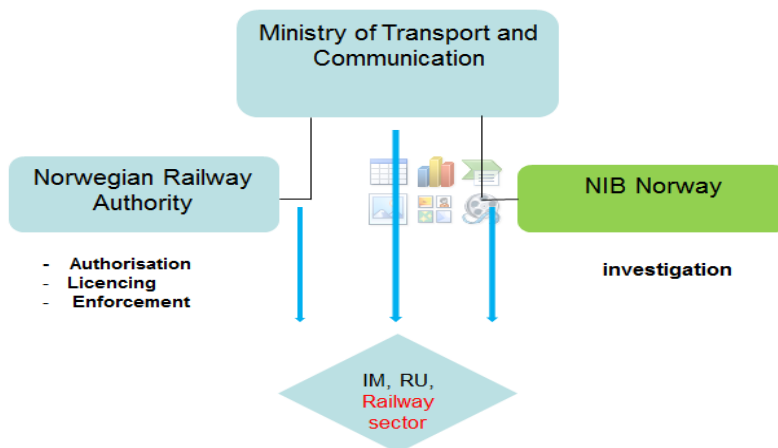 Ministry of Transport and
Communication
Norwegian Railway
Authority
NIB Norway
- Authorisation
- Licencing
- Enforcement
investigation
IM, RU,
Railway
sector